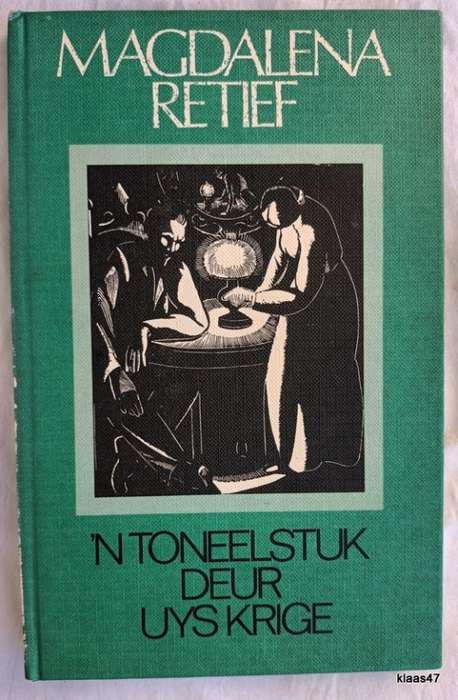 MAGDALENA
RETIEF
'N TONEELSTUK
DEUR
UYS KRIGE
klaas47